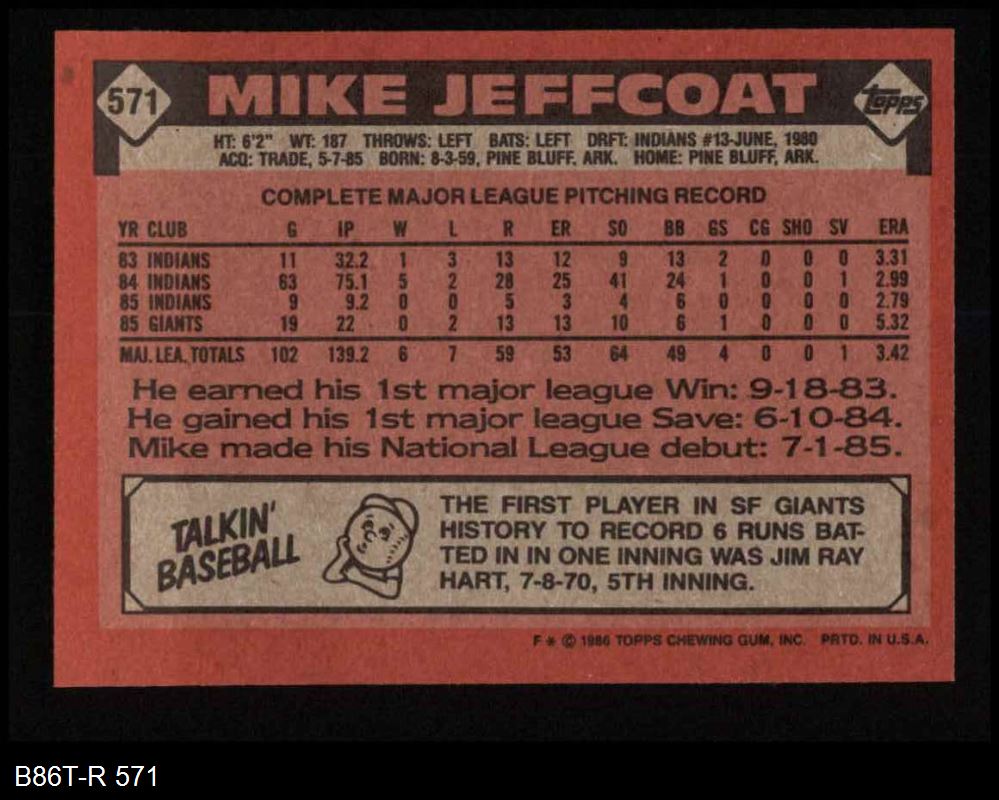 571 MIKE JEFFCOAT topps
HT: 6'2" WT: 187 THROWS: LEFT BATS: LEFT DRFT: INDIANS #13-JUNE, 1980
ACQ: TRADE, 5-7-85 BORN: 8-3-59, PINE BLUFF, ARK. HOME: PINE BLUFF, ARK.
COMPLETE MAJOR LEAGUE PITCHING RECORD
YR CLUB G IP W L R ER SO BB GS CG SHO SV ERA
83 INDIANS 11 32.2 1 3 13 12 9 13 2 0 0 0 3.31
84 INDIANS 63 75.1 5 2 28 25 41 24 1 0 0 1 2.99
85 INDIANS 9 9.2 0 0 5 3 4 6 0 0 0 0 2.79
85 GIANTS 19 22 0 2 13 13 10 6 1 0 0 0 5.32
MAJ. LEA. TOTALS 102 139.2 6 7 59 53 64 49 4 0 0 1 3.42
He earned his 1st major league Win: 9-18-83.
He gained his 1st major league Save: 6-10-84.
Mike made his National League debut: 7-1-85.
TALKIN'
BASEBALL
THE FIRST PLAYER IN SF GIANTS
HISTORY TO RECORD 6 RUNS BAT-
TED IN IN ONE INNING WAS JIM RAY
HART, 7-8-70, 5TH INNING.
F * © 1986 TOPPS CHEWING GUM, INC. PRTD. IN U.S.A.
B86T-R 571